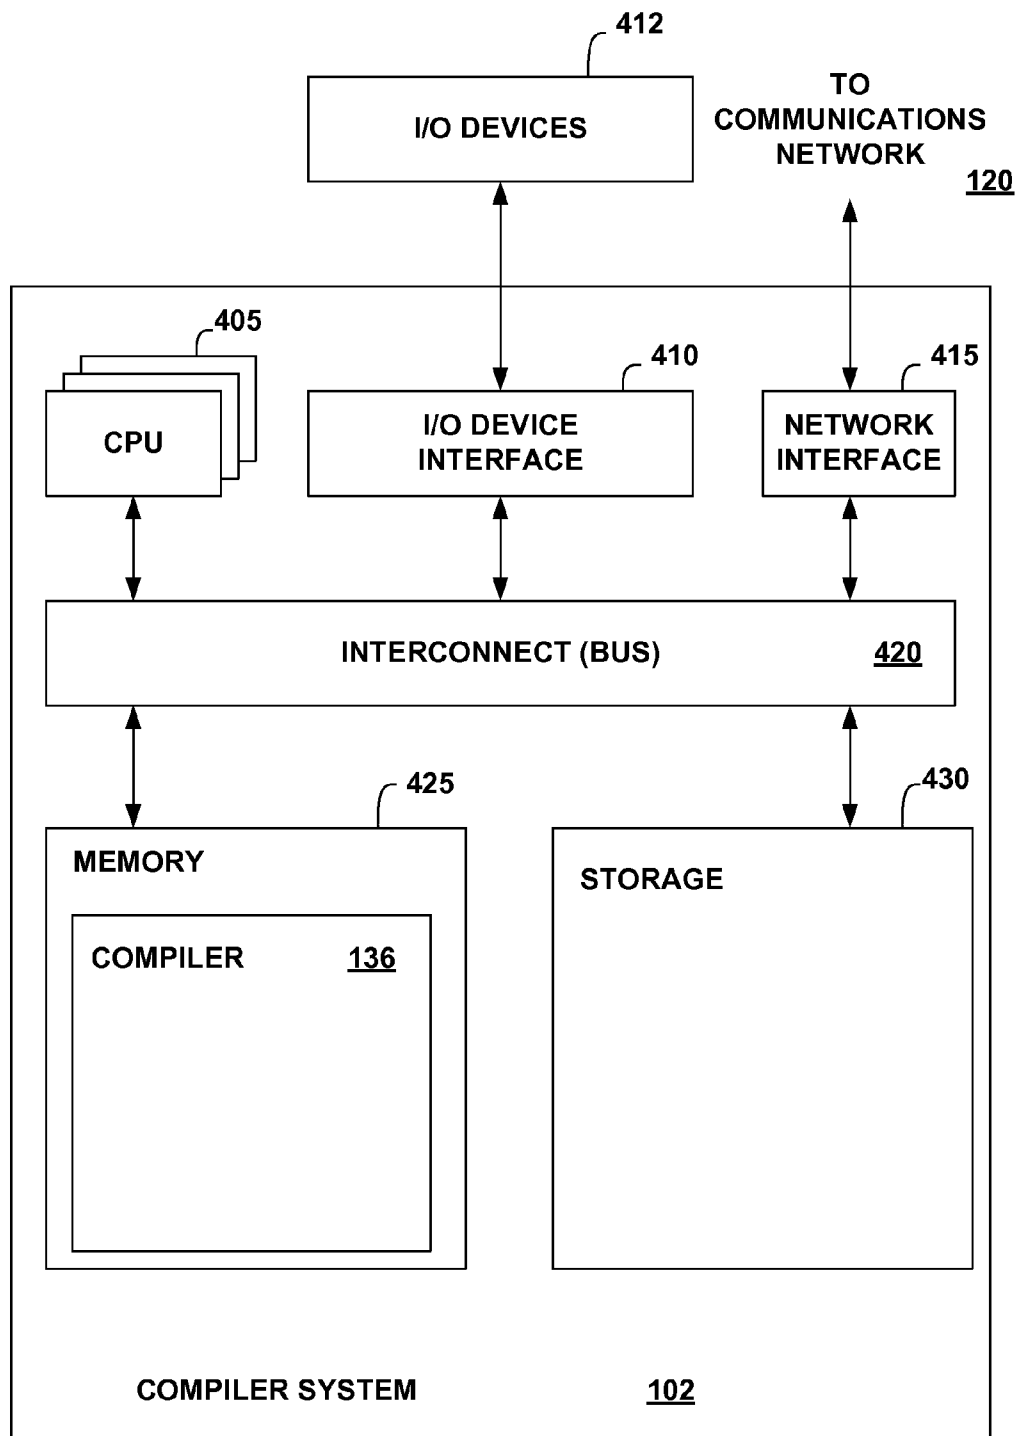 412
I/O DEVICES
TO
COMMUNICATIONS
NETWORK
120
405
410
415
CPU
I/O DEVICE
INTERFACE
NETWORK
INTERFACE
INTERCONNECT (BUS)
420
425
430
MEMORY
STORAGE
COMPILER
136
COMPILER SYSTEM
102